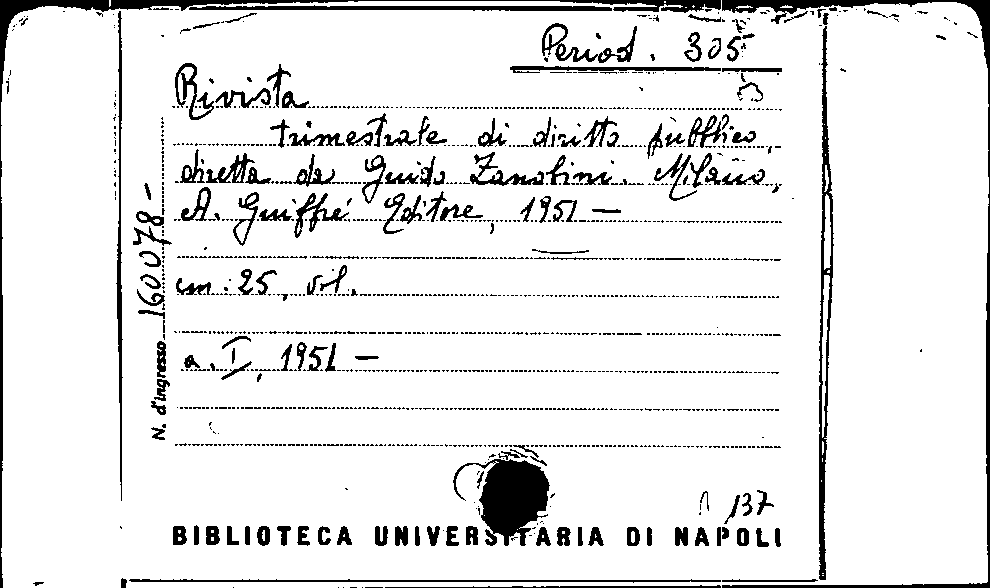 Period. 305
Rivista
trimestrale di diritto pubblico,
diretta da Guido Zanobini. Milano,
A. Giuffré Editore, 1951 —
cm. 25, vol.
a. I, 1951 —
N. d'ingresso 160078 -
137
BIBLIOTECA UNIVERSITARIA DI NAPOLI